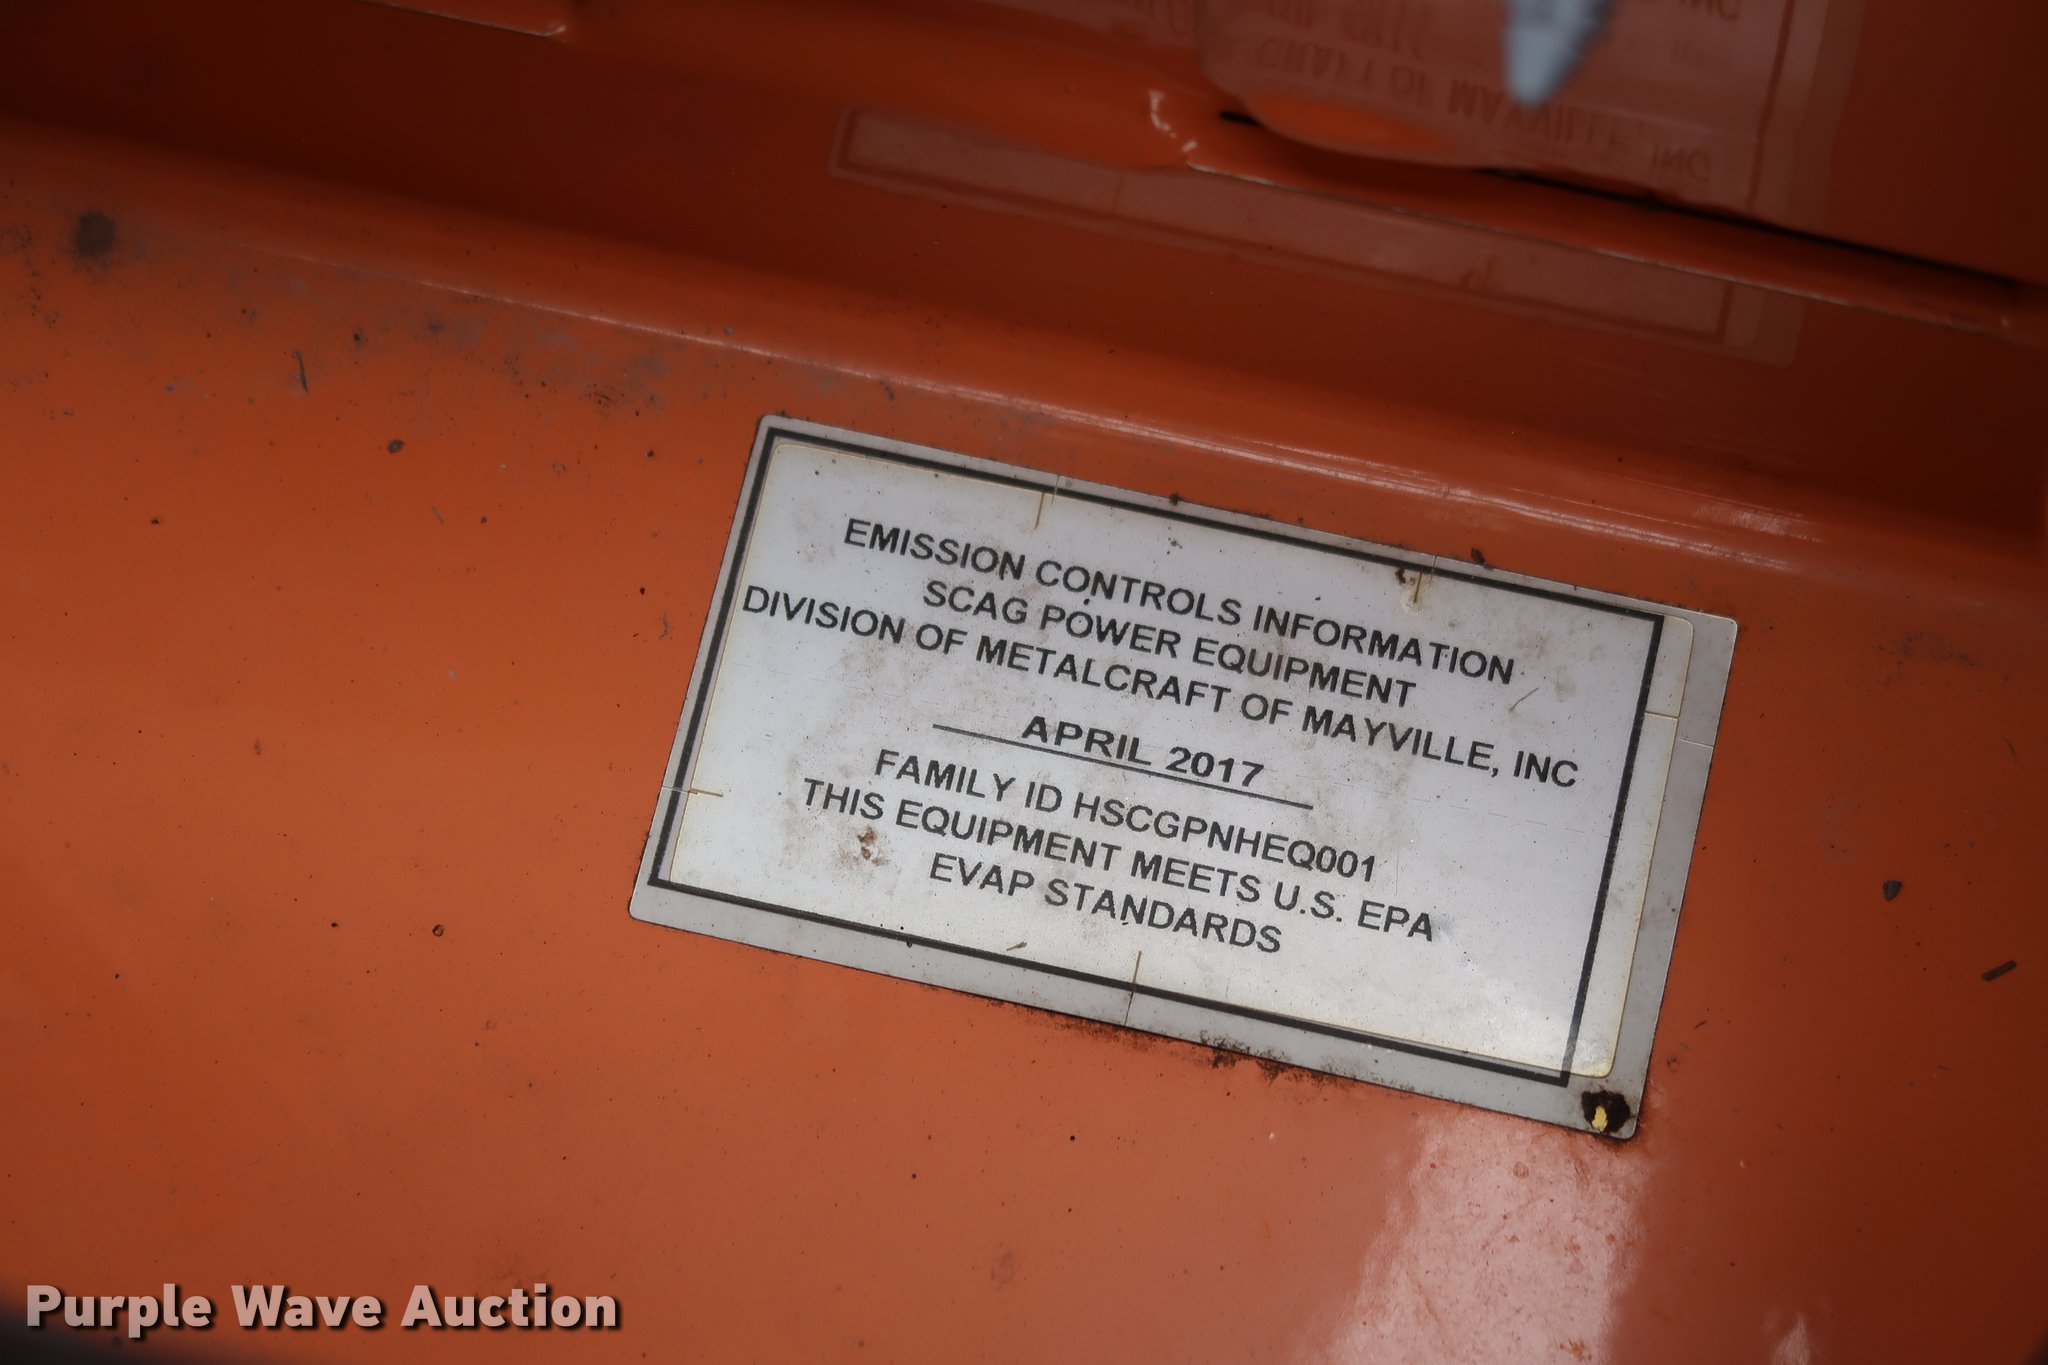 EMISSION CONTROLS INFORMATION
SCAG POWER EQUIPMENT
DIVISION OF METALCRAFT OF MAYVILLE, INC
APRIL 2017
FAMILY ID HSCGPNHEQ001
THIS EQUIPMENT MEETS U.S. EPA
EVAP STANDARDS
Purple Wave Auction